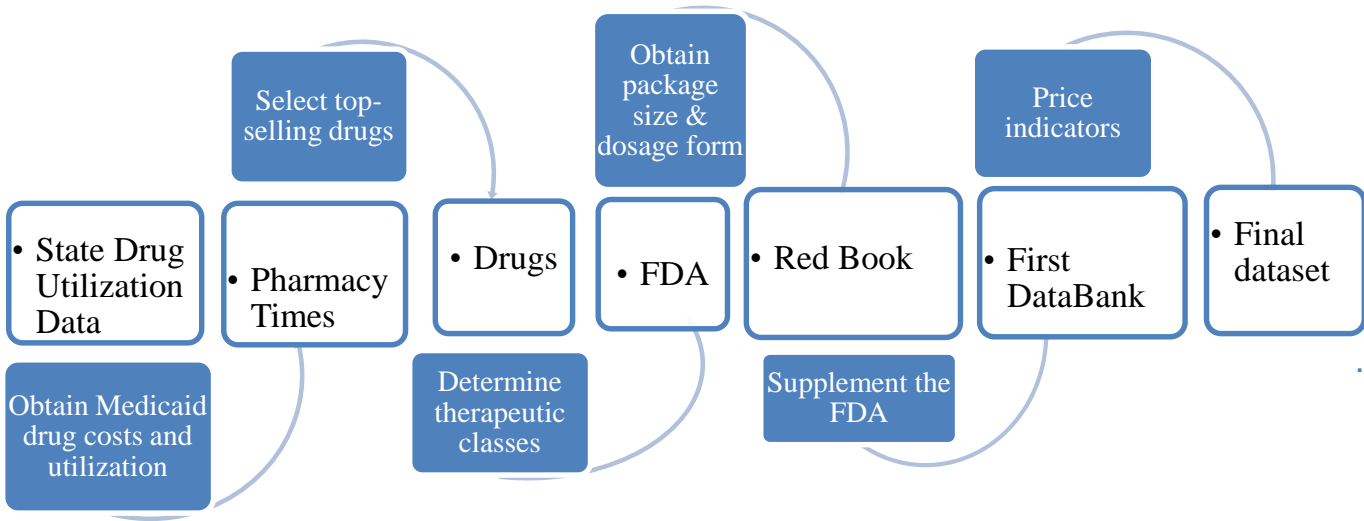 Select top-
selling drugs
Obtain
package
size &
dosage form
Price
indicators
• State Drug
Utilization
Data
• Pharmacy
Times
• Drugs
• FDA
• Red Book
• First
DataBank
• Final
dataset
Obtain Medicaid
drug costs and
utilization
Determine
therapeutic
classes
Supplement the
FDA
.